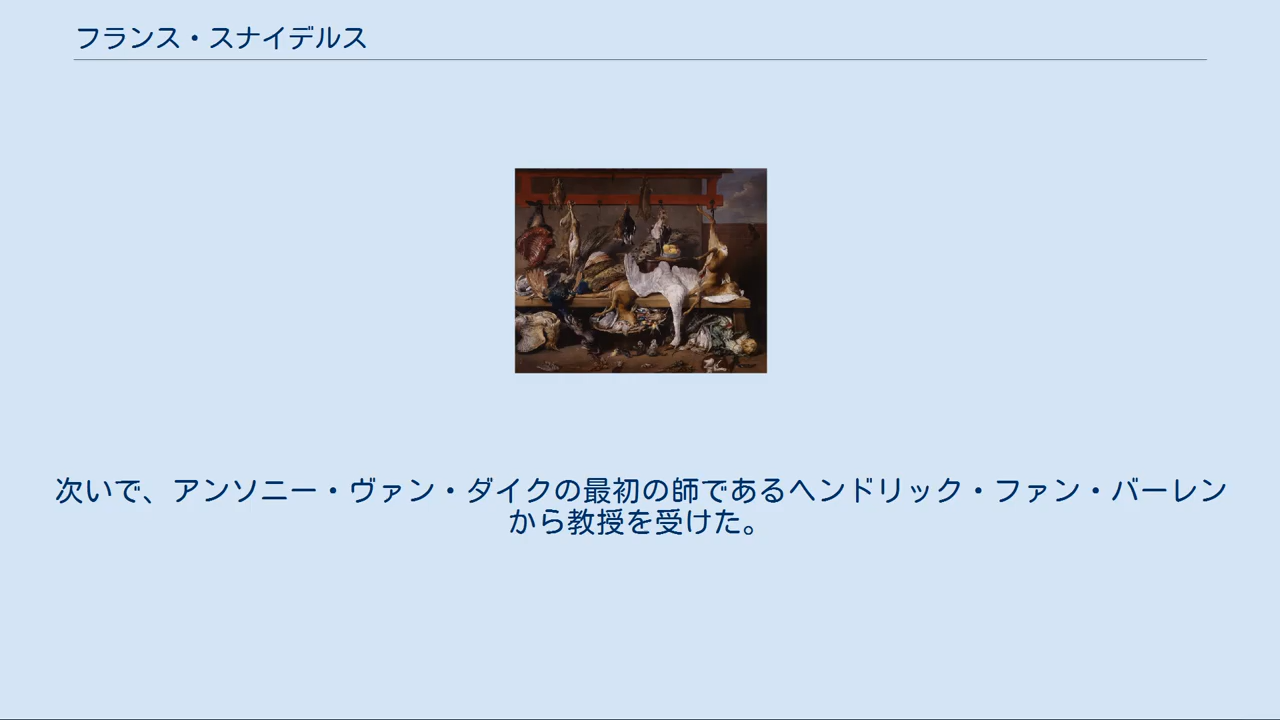 フランス・スナイデルス
次いで、アンソニー・ヴァン・ダイクの最初の師であるヘンドリック・ファン・バーレン
から教授を受けた。